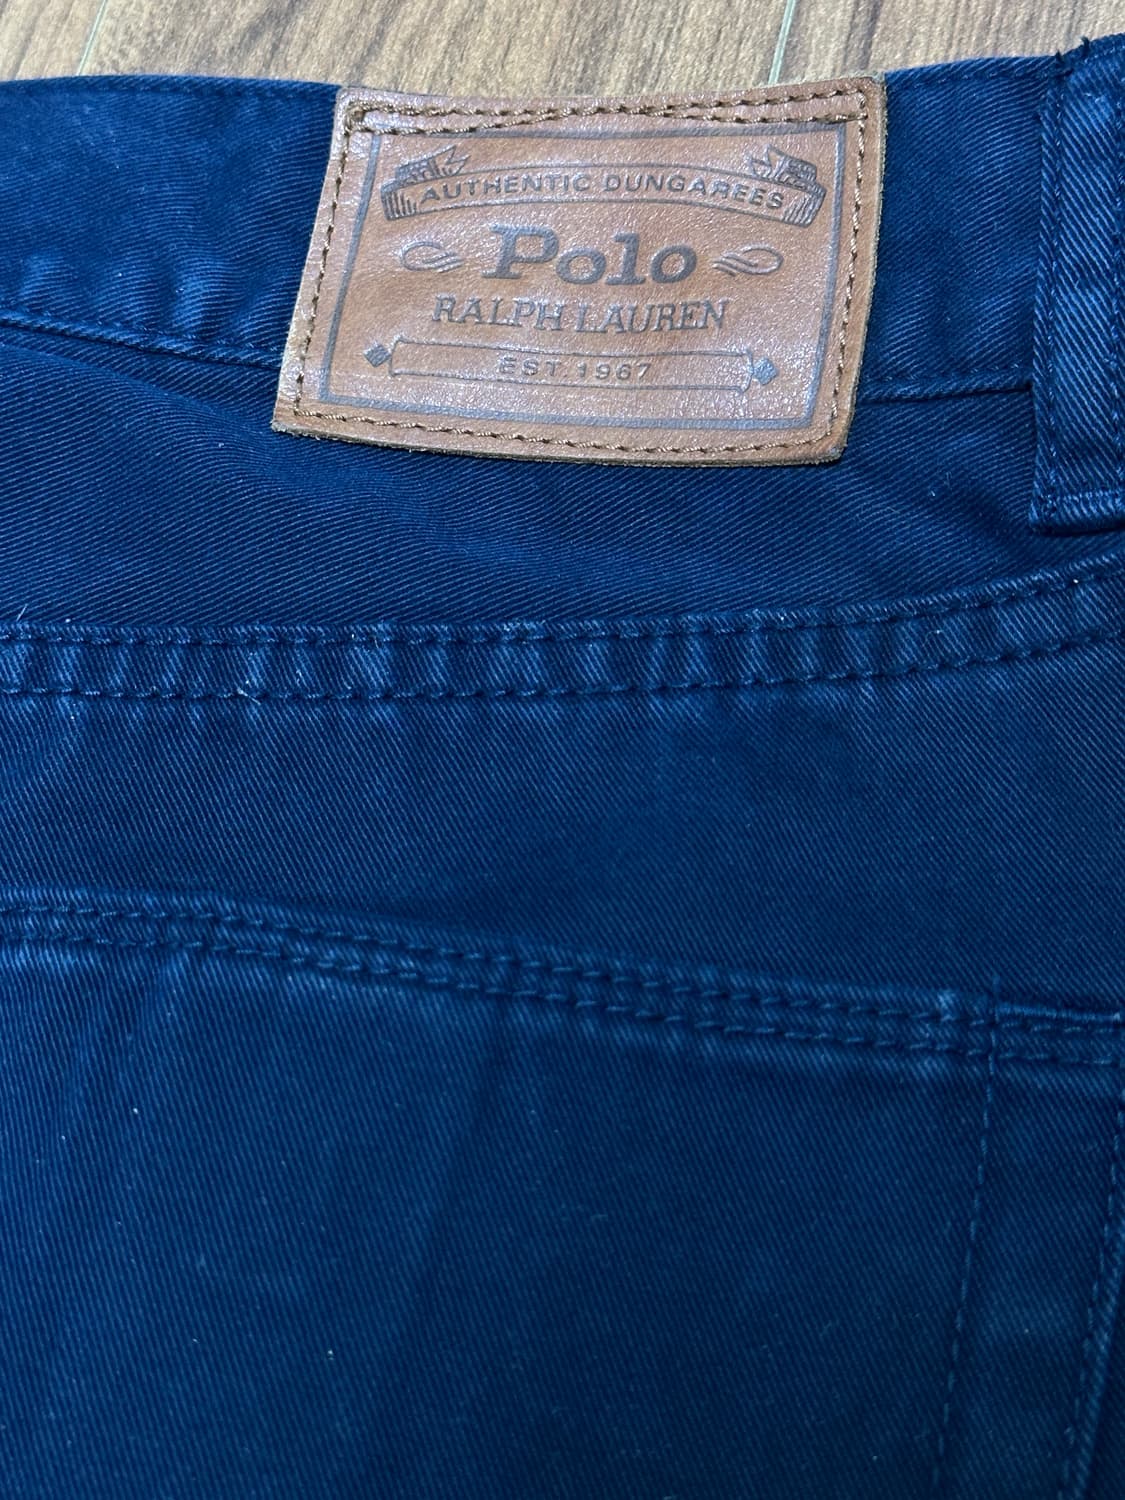 AUTHENTIC DUNGAREES
Polo
RALPH LAUREN
EST. 1967